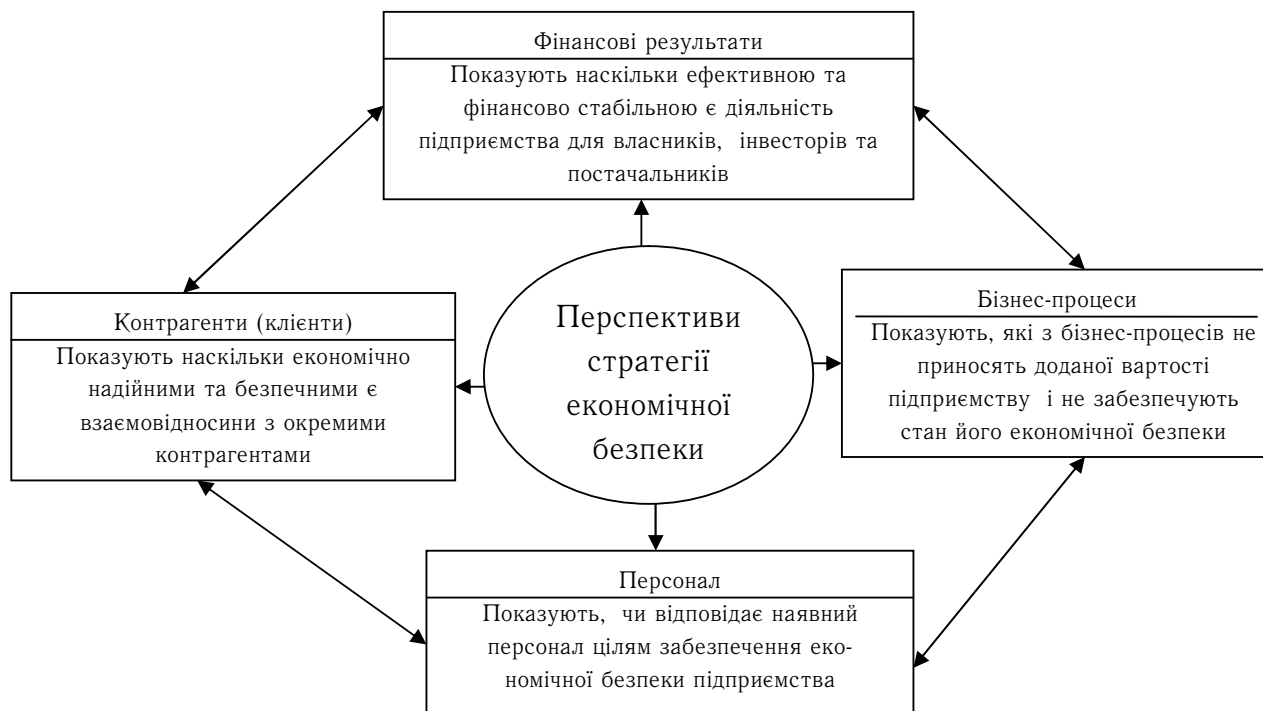 Фінансові результати
Показують наскільки ефективною та
фінансово стабільною є діяльність
підприємства для власників, інвесторів та
постачальників
Контрагенти (клієнти)
Показують наскільки економічно
надійними та безпечними є
взаємовідносини з окремими
контрагентами
Перспективи
стратегії
економічної
безпеки
Бізнес-процеси
Показують, які з бізнес-процесів не
приносять доданої вартості
підприємству і не забезпечують
стан його економічної безпеки
Персонал
Показують, чи відповідає наявний
персонал цілям забезпечення еко-
номічної безпеки підприємства